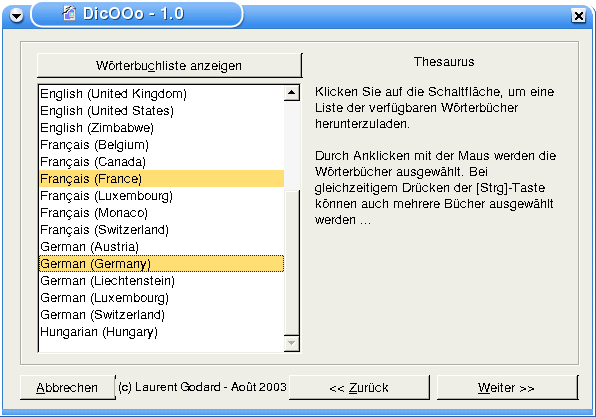 DicOOo - 1.0
Wörterbuchliste anzeigen
English (United Kingdom)
English (United States)
English (Zimbabwe)
Français (Belgium)
Français (Canada)
Français (France)
Français (Luxembourg)
Français (Monaco)
Français (Switzerland)
German (Austria)
German (Germany)
German (Liechtenstein)
German (Luxembourg)
German (Switzerland)
Hungarian (Hungary)
Thesaurus
Klicken Sie auf die Schaltfläche, um eine
Liste der verfügbaren Wörterbücher
herunterzuladen.
Durch Anklicken mit der Maus werden die
Wörterbücher ausgewählt. Bei
gleichzeitigem Drücken der [Strg]-Taste
können auch mehrere Bücher ausgewählt
werden ...
Abbrechen
(c) Laurent Godard - Août 2003
<< Zurück
Weiter >>